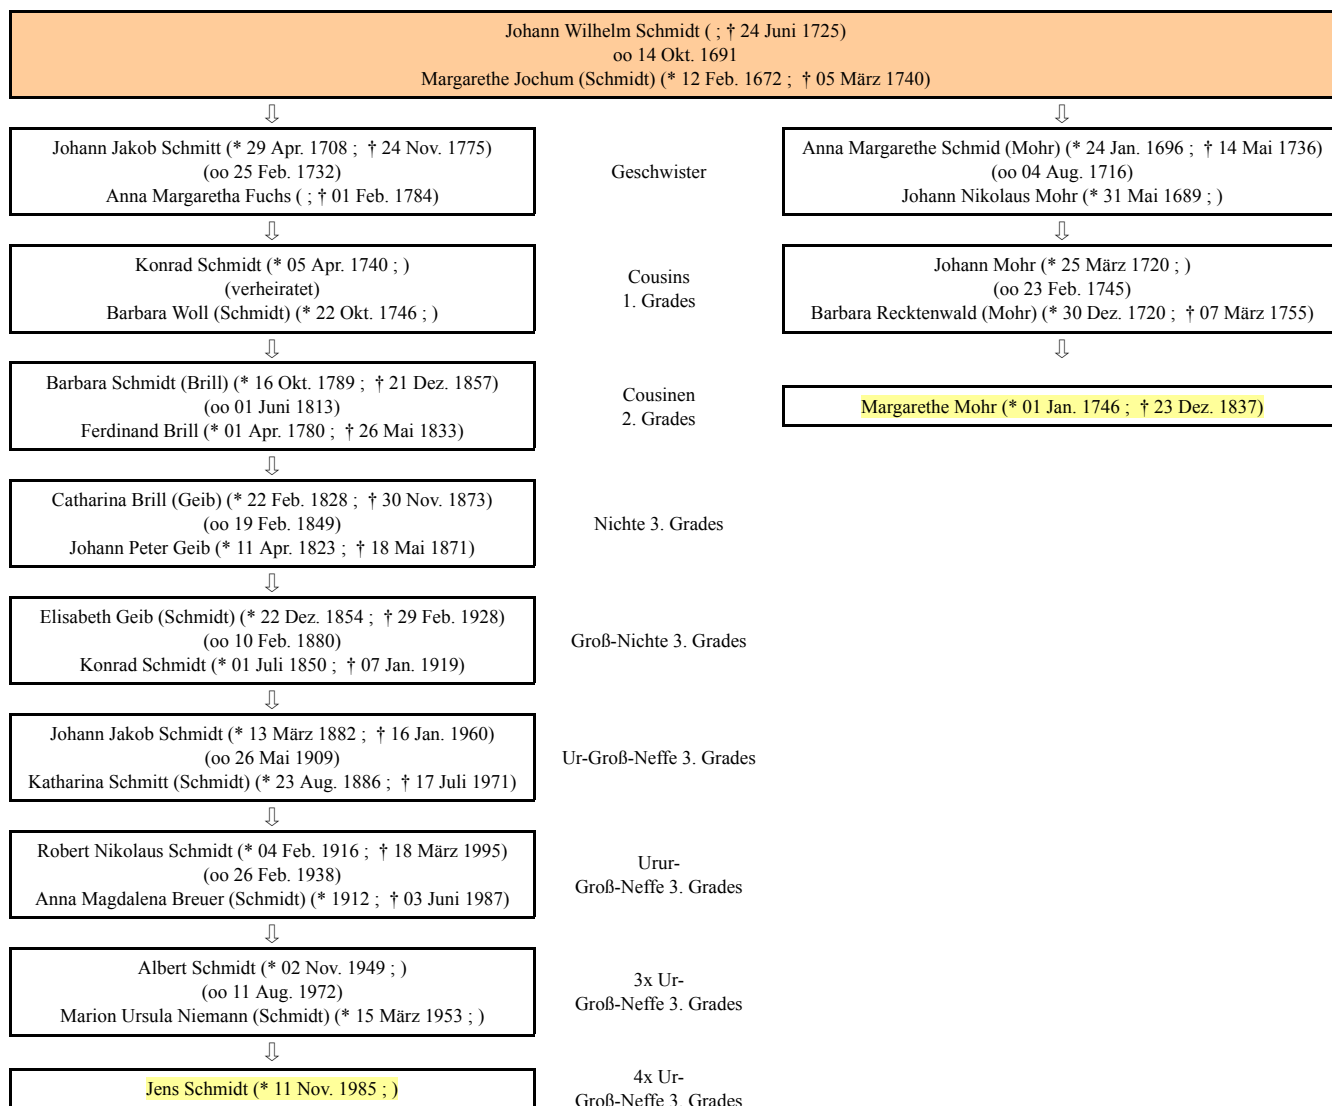 Johann Wilhelm Schmidt ( ; † 24 Juni 1725)
oo 14 Okt. 1691
Margarethe Jochum (Schmidt) (* 12 Feb. 1672 ; † 05 März 1740)
⇩ ⇩
Johann Jakob Schmitt (* 29 Apr. 1708 ; † 24 Nov. 1775)
(oo 25 Feb. 1732)
Anna Margaretha Fuchs ( ; † 01 Feb. 1784)
Geschwister
Anna Margarethe Schmid (Mohr) (* 24 Jan. 1696 ; † 14 Mai 1736)
(oo 04 Aug. 1716)
Johann Nikolaus Mohr (* 31 Mai 1689 ; )
⇩ ⇩
Konrad Schmidt (* 05 Apr. 1740 ; )
(verheiratet)
Barbara Woll (Schmidt) (* 22 Okt. 1746 ; )
Cousins
1. Grades
Johann Mohr (* 25 März 1720 ; )
oo 23 Feb. 1745)
Barbara Recktenwald (Mohr) (* 30 Dez. 1720 ; † 07 März 1755)
⇩ ⇩
Barbara Schmidt (Brill) (* 16 Okt. 1789 ; † 21 Dez. 1857)
(oo 01 Juni 1813)
Ferdinand Brill (* 01 Apr. 1780 ; † 26 Mai 1833)
Cousinen
2. Grades
Margarethe Mohr (* 01 Jan. 1746 ; † 23 Dez. 1837)
⇩
Catharina Brill (Geib) (* 22 Feb. 1828 ; † 30 Nov. 1873)
(oo 19 Feb. 1849)
Johann Peter Geib (* 11 Apr. 1823 ; † 18 Mai 1871)
Nichte 3. Grades
⇩
Elisabeth Geib (Schmidt) (* 22 Dez. 1854 ; † 29 Feb. 1928)
(oo 10 Feb. 1880)
Konrad Schmidt (* 01 Juli 1850 ; † 07 Jan. 1919)
Groß-Nichte 3. Grades
⇩
Johann Jakob Schmidt (* 13 März 1882 ; † 16 Jan. 1960)
(oo 26 Mai 1909)
Katharina Schmitt (Schmidt) (* 23 Aug. 1886 ; † 17 Juli 1971)
Ur-Groß-Neffe 3. Grades
⇩
Robert Nikolaus Schmidt (* 04 Feb. 1916 ; † 18 März 1995)
(oo 26 Feb. 1938)
Anna Magdalena Breuer (Schmidt) (* 1912 ; † 03 Juni 1987)
Urur-
Groß-Neffe 3. Grades
⇩
Albert Schmidt (* 02 Nov. 1949 ; )
(oo 11 Aug. 1972)
Marion Ursula Niemann (Schmidt) (* 15 März 1953 ; )
3x Ur-
Groß-Neffe 3. Grades
⇩
Jens Schmidt (* 11 Nov. 1985 ; )
4x Ur-
Groß-Neffe 3. Grades